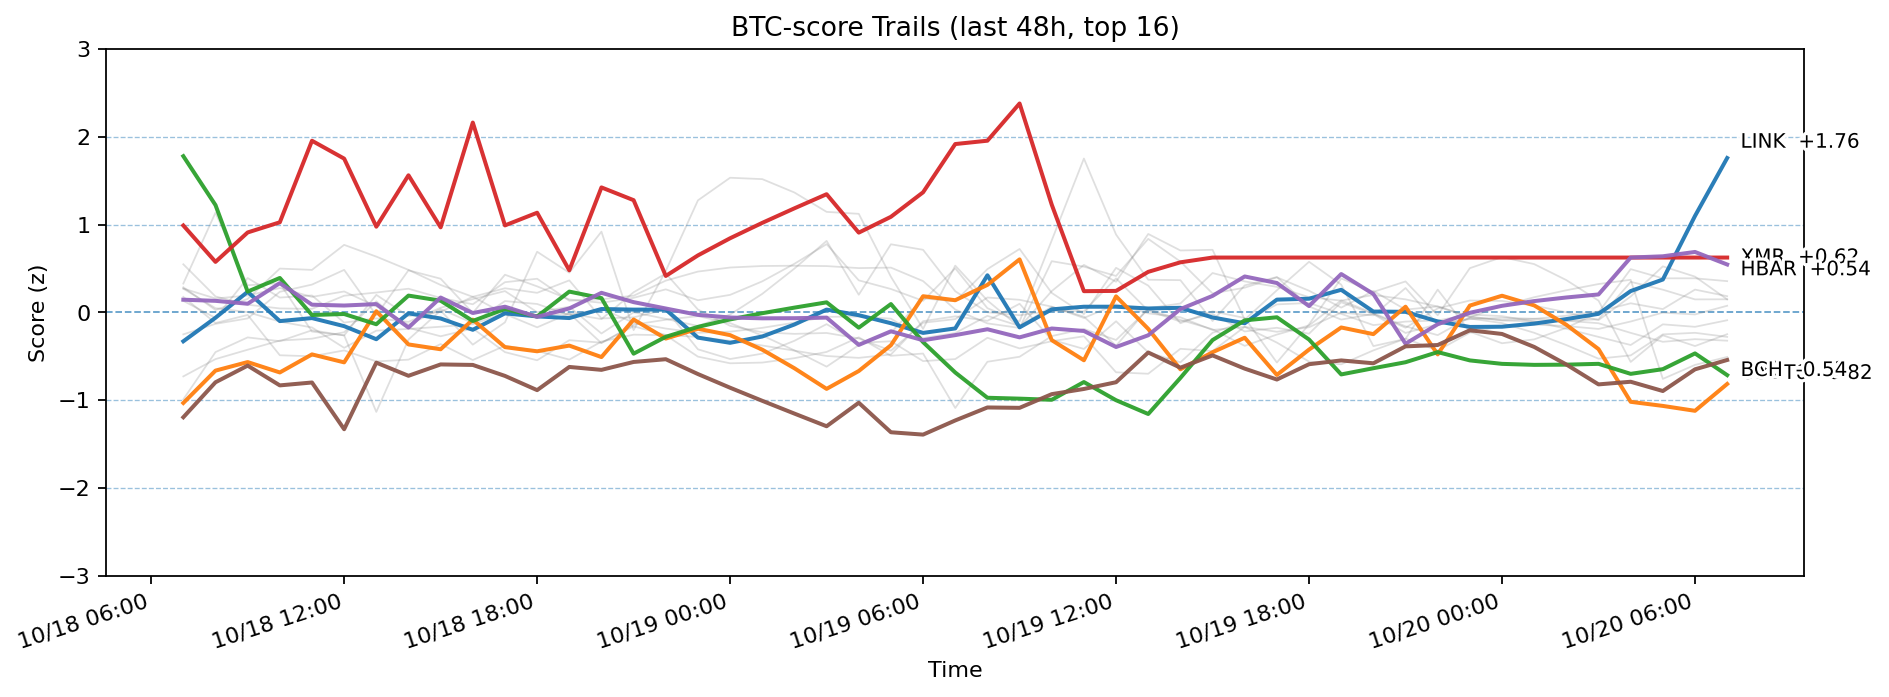 BTC-score Trails (last 48h, top 16)
Score (z)
3
2
1
0
−1
−2
−3
LINK +1.76
XMR +0.62
HBAR +0.54
BCH -0.54
82
10/18 06:00
10/18 12:00
10/18 18:00
10/19 00:00
10/19 06:00
10/19 12:00
10/19 18:00
10/20 00:00
10/20 06:00
Time